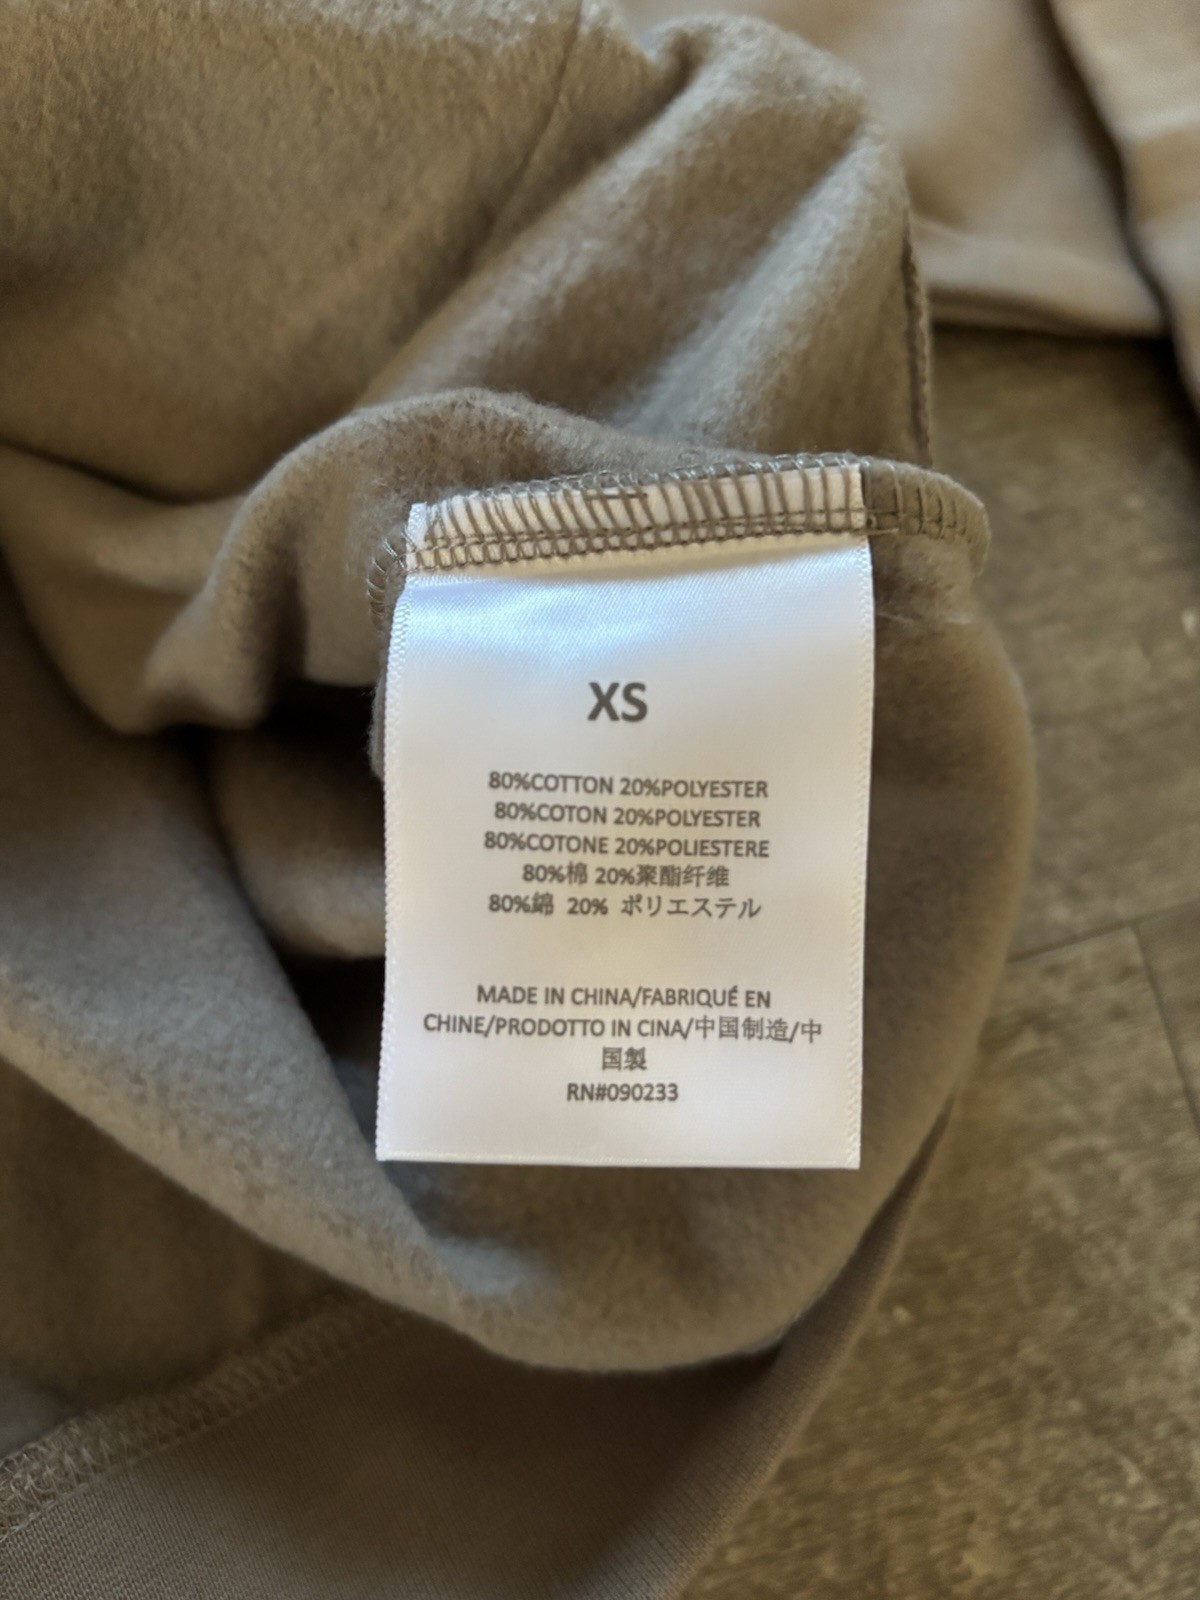 XS
80%COTTON 20%POLYESTER
80%COTON 20%POLYESTER
80%COTONE 20%POLIESTERE
80%棉 20%聚酯纤维
80%綿 20% ポリエステル
MADE IN CHINA/FABRIQUÉ EN
CHINE/PRODOTTO IN CINA/中国制造/中
国製
RN#090233